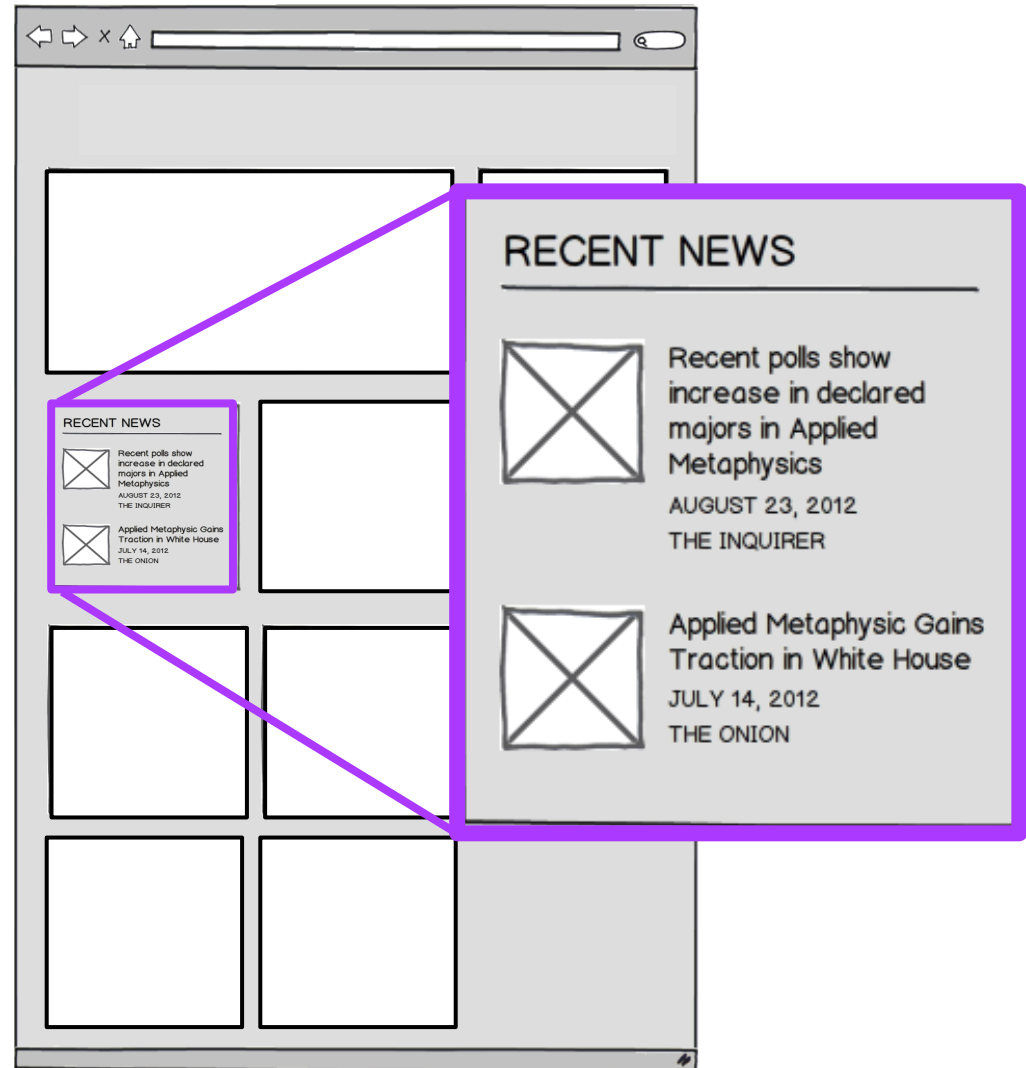 RECENT NEWS
Recent polls show
increase in declared
majors in Applied
Metaphysics
AUGUST 23, 2012
THE INQUIRER
Applied Metaphysic Gains
Traction in White House
JULY 14, 2012
THE ONION
RECENT NEWS
Recent polls show
increase in declared
majors in Applied
Metaphysics
AUGUST 23, 2012
THE INQUIRER
Applied Metaphysic Gains
Traction in White House
JULY 14, 2012
THE ONION